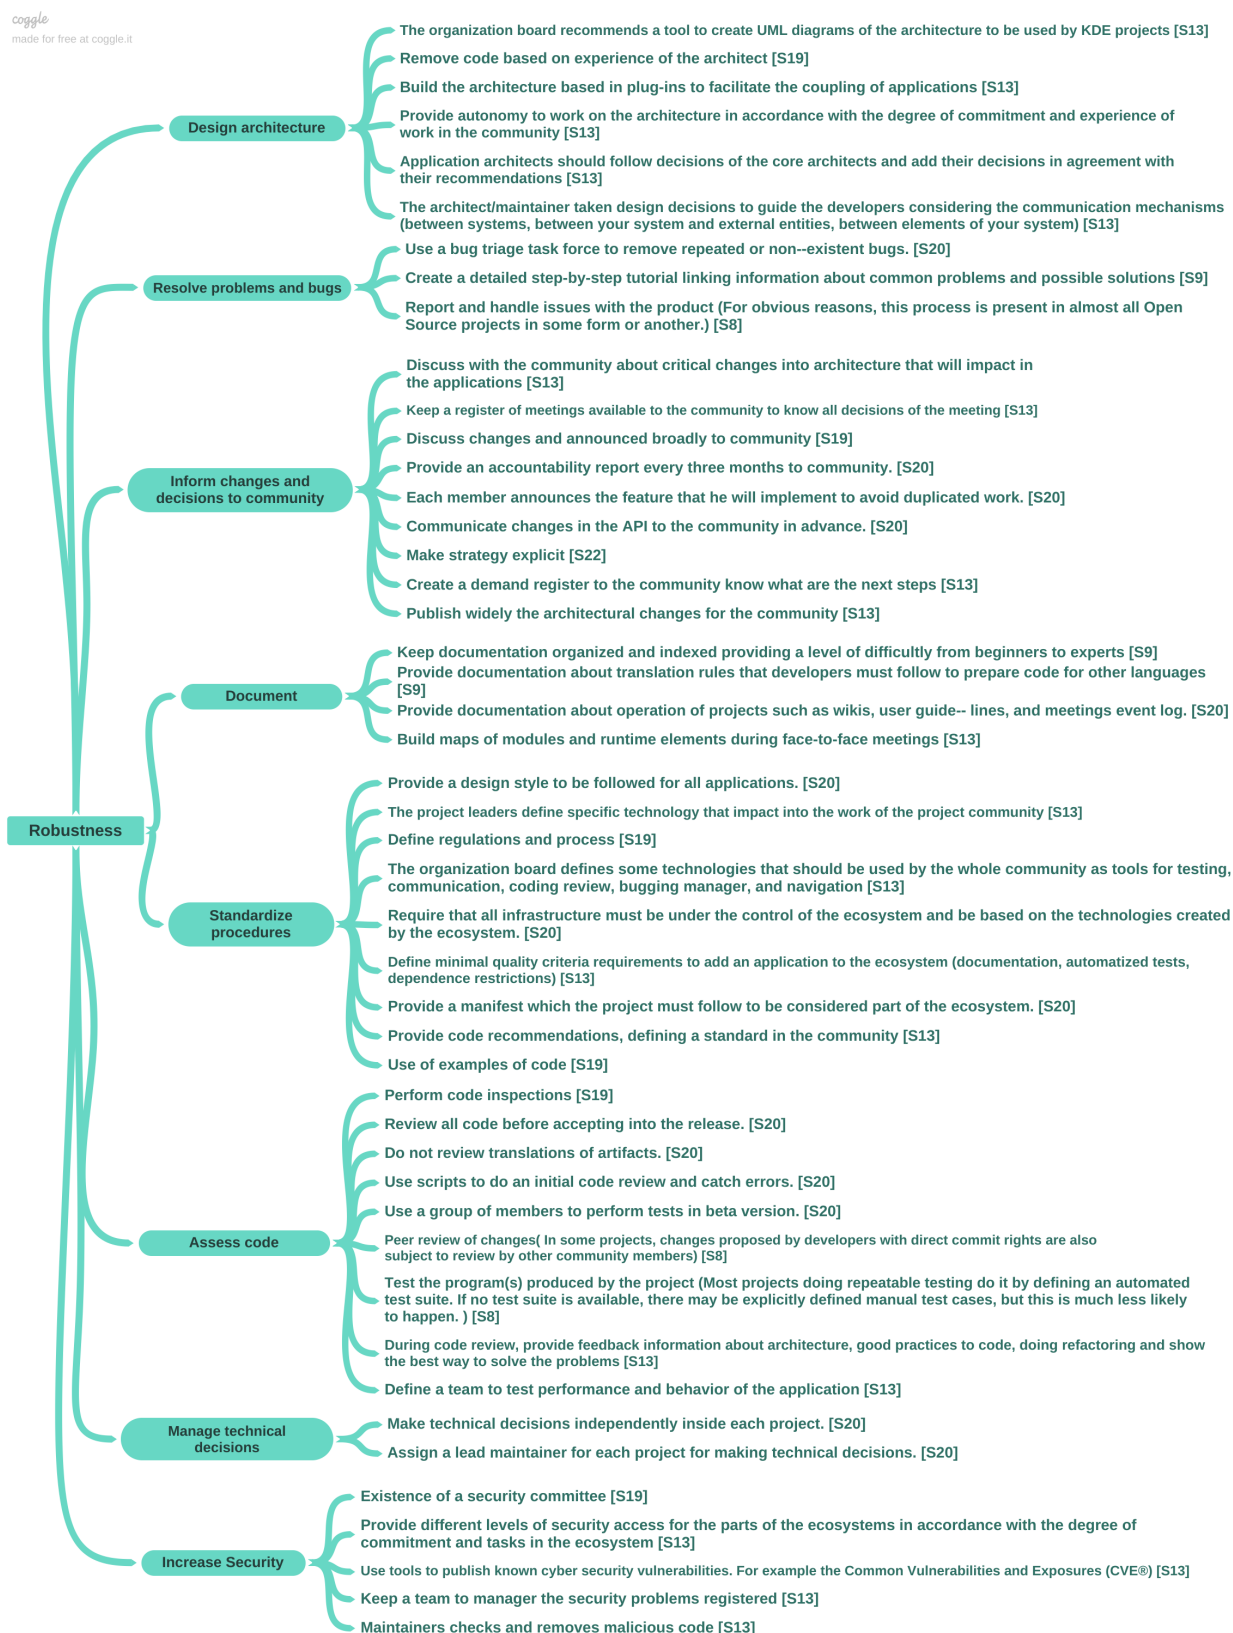 coggle
made for free at coggle.it
The organization board recommends a tool to create UML diagrams of the architecture to be used by KDE projects [S13]
Remove code based on experience of the architect [S19]
Build the architecture based in plug-ins to facilitate the coupling of applications [S13]
Design architecture
Provide autonomy to work on the architecture in accordance with the degree of commitment and experience of
work in the community [S13]
Application architects should follow decisions of the core architects and add their decisions in agreement with
their recommendations [S13]
The architect/maintainer taken design decisions to guide the developers considering the communication mechanisms
(between systems, between your system and external entities, between elements of your system) [S13]
Use a bug triage task force to remove repeated or non--existent bugs. [S20]
Resolve problems and bugs
Create a detailed step-by-step tutorial linking information about common problems and possible solutions [S9]
Report and handle issues with the product (For obvious reasons, this process is present in almost all Open
Source projects in some form or another.) [S8]
Discuss with the community about critical changes into architecture that will impact in
the applications [S13]
Keep a register of meetings available to the community to know all decisions of the meeting [S13]
Discuss changes and announced broadly to community [S19]
Provide an accountability report every three months to community. [S20]
Inform changes and
decisions to community
Each member announces the feature that he will implement to avoid duplicated work. [S20]
Communicate changes in the API to the community in advance. [S20]
Make strategy explicit [S22]
Create a demand register to the community know what are the next steps [S13]
Publish widely the architectural changes for the community [S13]
Keep documentation organized and indexed providing a level of difficultly from beginners to experts [S9]
Provide documentation about translation rules that developers must follow to prepare code for other languages
[S9]
Document
Provide documentation about operation of projects such as wikis, user guide-- lines, and meetings event log. [S20]
Build maps of modules and runtime elements during face-to-face meetings [S13]
Robustness
Provide a design style to be followed for all applications. [S20]
The project leaders define specific technology that impact into the work of the project community [S13]
Define regulations and process [S19]
The organization board defines some technologies that should be used by the whole community as tools for testing,
communication, coding review, bugging manager, and navigation [S13]
Standardize
procedures
Require that all infrastructure must be under the control of the ecosystem and be based on the technologies created
by the ecosystem. [S20]
Define minimal quality criteria requirements to add an application to the ecosystem (documentation, automatized tests,
dependence restrictions) [S13]
Provide a manifest which the project must follow to be considered part of the ecosystem. [S20]
Provide code recommendations, defining a standard in the community [S13]
Use of examples of code [S19]
Perform code inspections [S19]
Review all code before accepting into the release. [S20]
Do not review translations of artifacts. [S20]
Use scripts to do an initial code review and catch errors. [S20]
Use a group of members to perform tests in beta version. [S20]
Assess code
Peer review of changes( In some projects, changes proposed by developers with direct commit rights are also
subject to review by other community members) [S8]
Test the program(s) produced by the project (Most projects doing repeatable testing do it by defining an automated
test suite. If no test suite is available, there may be explicitly defined manual test cases, but this is much less likely
to happen. ) [S8]
During code review, provide feedback information about architecture, good practices to code, doing refactoring and show
the best way to solve the problems [S13]
Define a team to test performance and behavior of the application [S13]
Manage technical
decisions
Make technical decisions independently inside each project. [S20]
Assign a lead maintainer for each project for making technical decisions. [S20]
Existence of a security committee [S19]
Provide different levels of security access for the parts of the ecosystems in accordance with the degree of
commitment and tasks in the ecosystem [S13]
Increase Security
Use tools to publish known cyber security vulnerabilities. For example the Common Vulnerabilities and Exposures (CVE®) [S13]
Keep a team to manager the security problems registered [S13]
Maintainers checks and removes malicious code [S13]